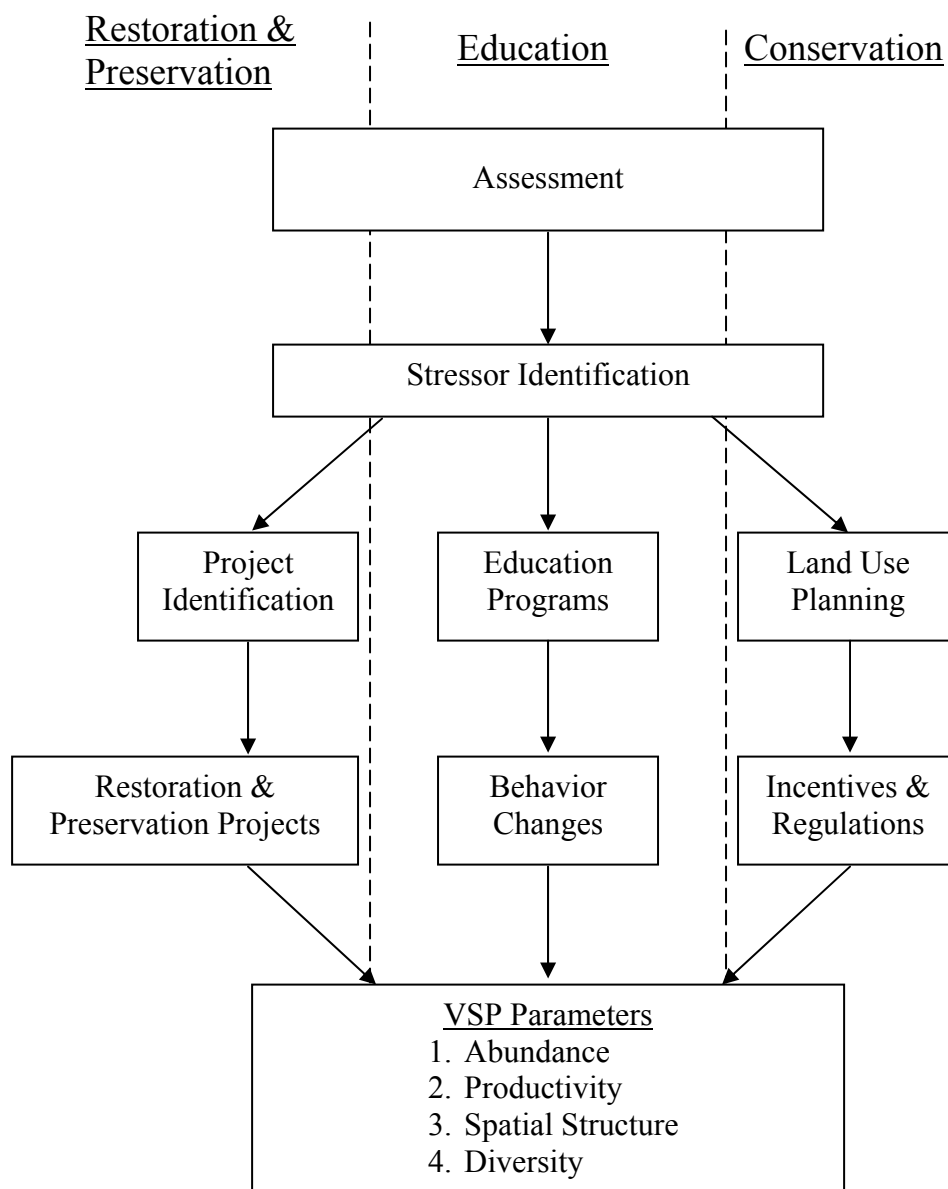 Restoration &
Preservation
Education
Conservation
Assessment
Stressor Identification
Project
Identification
Education
Programs
Land Use
Planning
Restoration &
Preservation Projects
Behavior
Changes
Incentives &
Regulations
VSP Parameters
1. Abundance
2. Productivity
3. Spatial Structure
4. Diversity